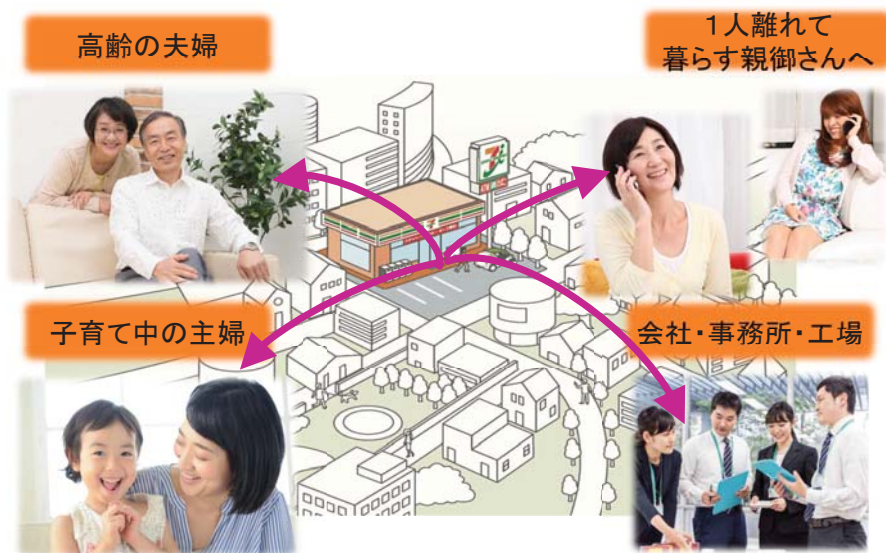 高齢の夫婦
1人離れて
暮らす親御さんへ
子育て中の主婦
会社・事務所・工場